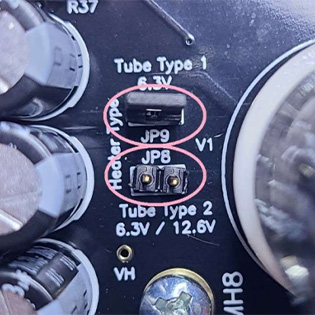 R37
Tube Type 1
6.3V
Heater Type
JP9
V1
JP8
Tube Type 2
6.3V / 12.6V
VH
MH8